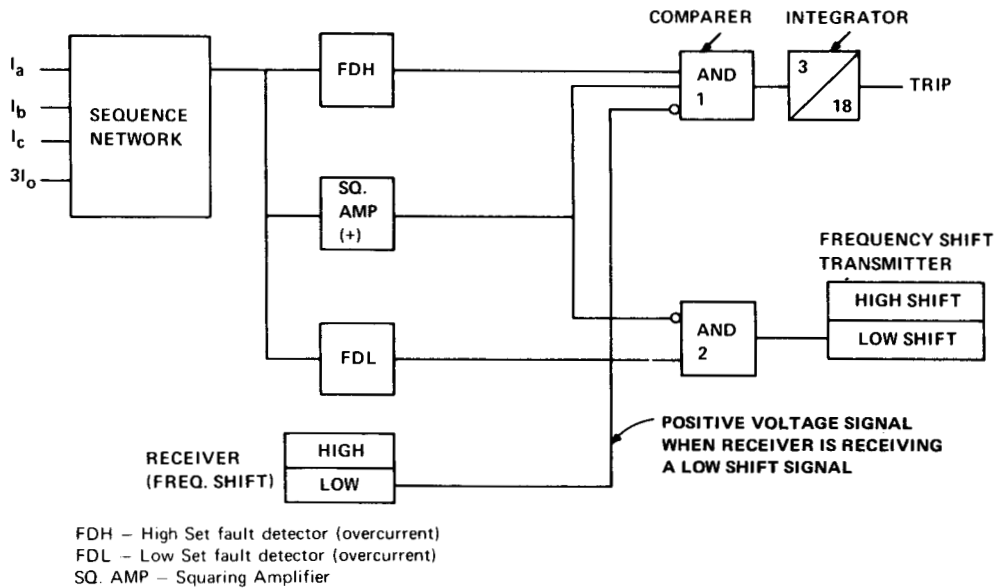 COMPARER
INTEGRATOR
Ia
Ib
Ic
3Io
SEQUENCE
NETWORK
FDH
AND
1
3
18
TRIP
SQ.
AMP
(+)
FREQUENCY SHIFT
TRANSMITTER
HIGH SHIFT
LOW SHIFT
FDL
AND
2
POSITIVE VOLTAGE SIGNAL
WHEN RECEIVER IS RECEIVING
A LOW SHIFT SIGNAL
RECEIVER
(FREQ. SHIFT)
HIGH
LOW
FDH – High Set fault detector (overcurrent)
FDL – Low Set fault detector (overcurrent)
SQ. AMP – Squaring Amplifier